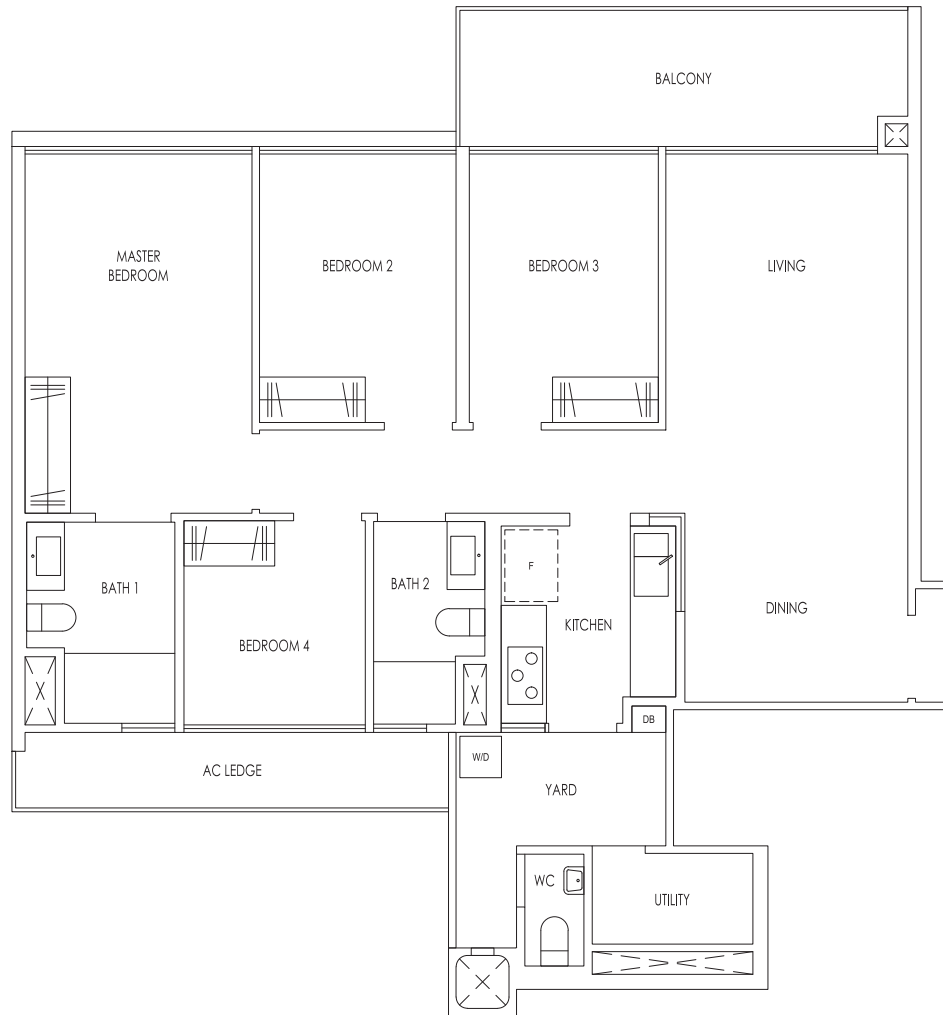 BALCONY
MASTER
BEDROOM
BEDROOM 2
BEDROOM 3
LIVING
BATH 1
BEDROOM 4
BATH 2
F
KITCHEN
DINING
DB
AC LEDGE
W/D
YARD
WC
UTILITY